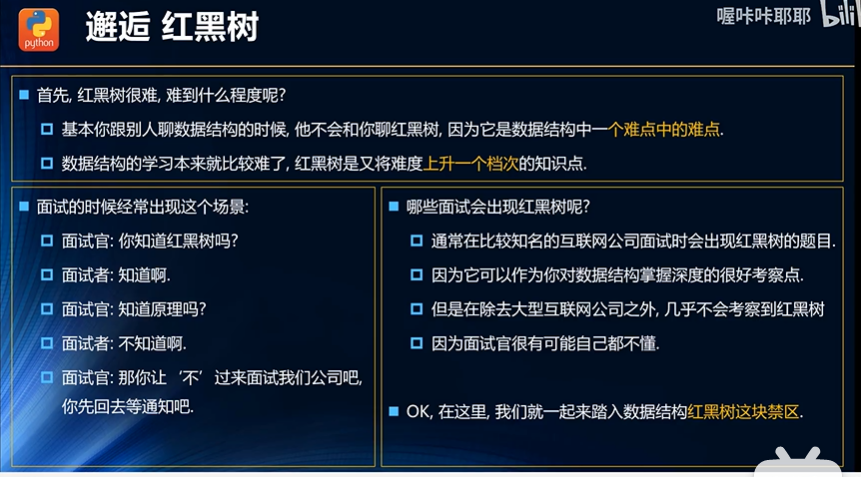 python
邂逅 红黑树
喔咔咔耶耶
bili
首先, 红黑树很难, 难到什么程度呢?
基本你跟别人聊数据结构的时候, 他不会和你聊红黑树, 因为它是数据结构中一个难点中的难点.
数据结构的学习本来就比较难了, 红黑树是又将难度上升一个档次的知识点.
面试的时候经常出现这个场景:
面试官: 你知道红黑树吗?
面试者: 知道啊.
面试官: 知道原理吗?
面试者: 不知道啊.
面试官: 那你让‘不’过来面试我们公司吧,
你先回去等通知吧.
哪些面试会出现红黑树呢?
通常在比较知名的互联网公司面试时会出现红黑树的题目.
因为它可以作为你对数据结构掌握深度的很好考察点.
但是在除去大型互联网公司之外, 几乎不会考察到红黑树
因为面试官很有可能自己都不懂.
OK, 在这里, 我们就一起来踏入数据结构红黑树这块禁区.